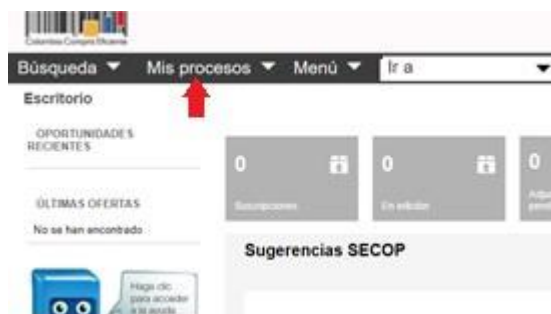 Colombia Compra Eficiente
Búsqueda Mis procesos Menú Ir a
Escritorio
OPORTUNIDADES
RECIENTES
0 0 0
Suscripciones En edición
ÚLTIMAS OFERTAS
No se han encontrado
Sugerencias SECOP
Haga clic
para acceder
a la ayuda